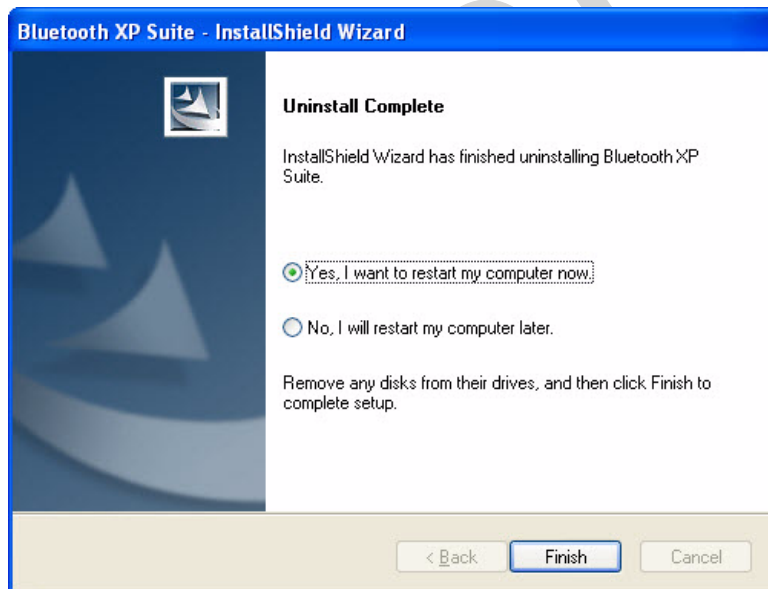 Bluetooth XP Suite - InstallShield Wizard
Uninstall Complete
InstallShield Wizard has finished uninstalling Bluetooth XP
Suite.
Yes, I want to restart my computer now.
No, I will restart my computer later.
Remove any disks from their drives, and then click Finish to
complete setup.
< Back Finish Cancel